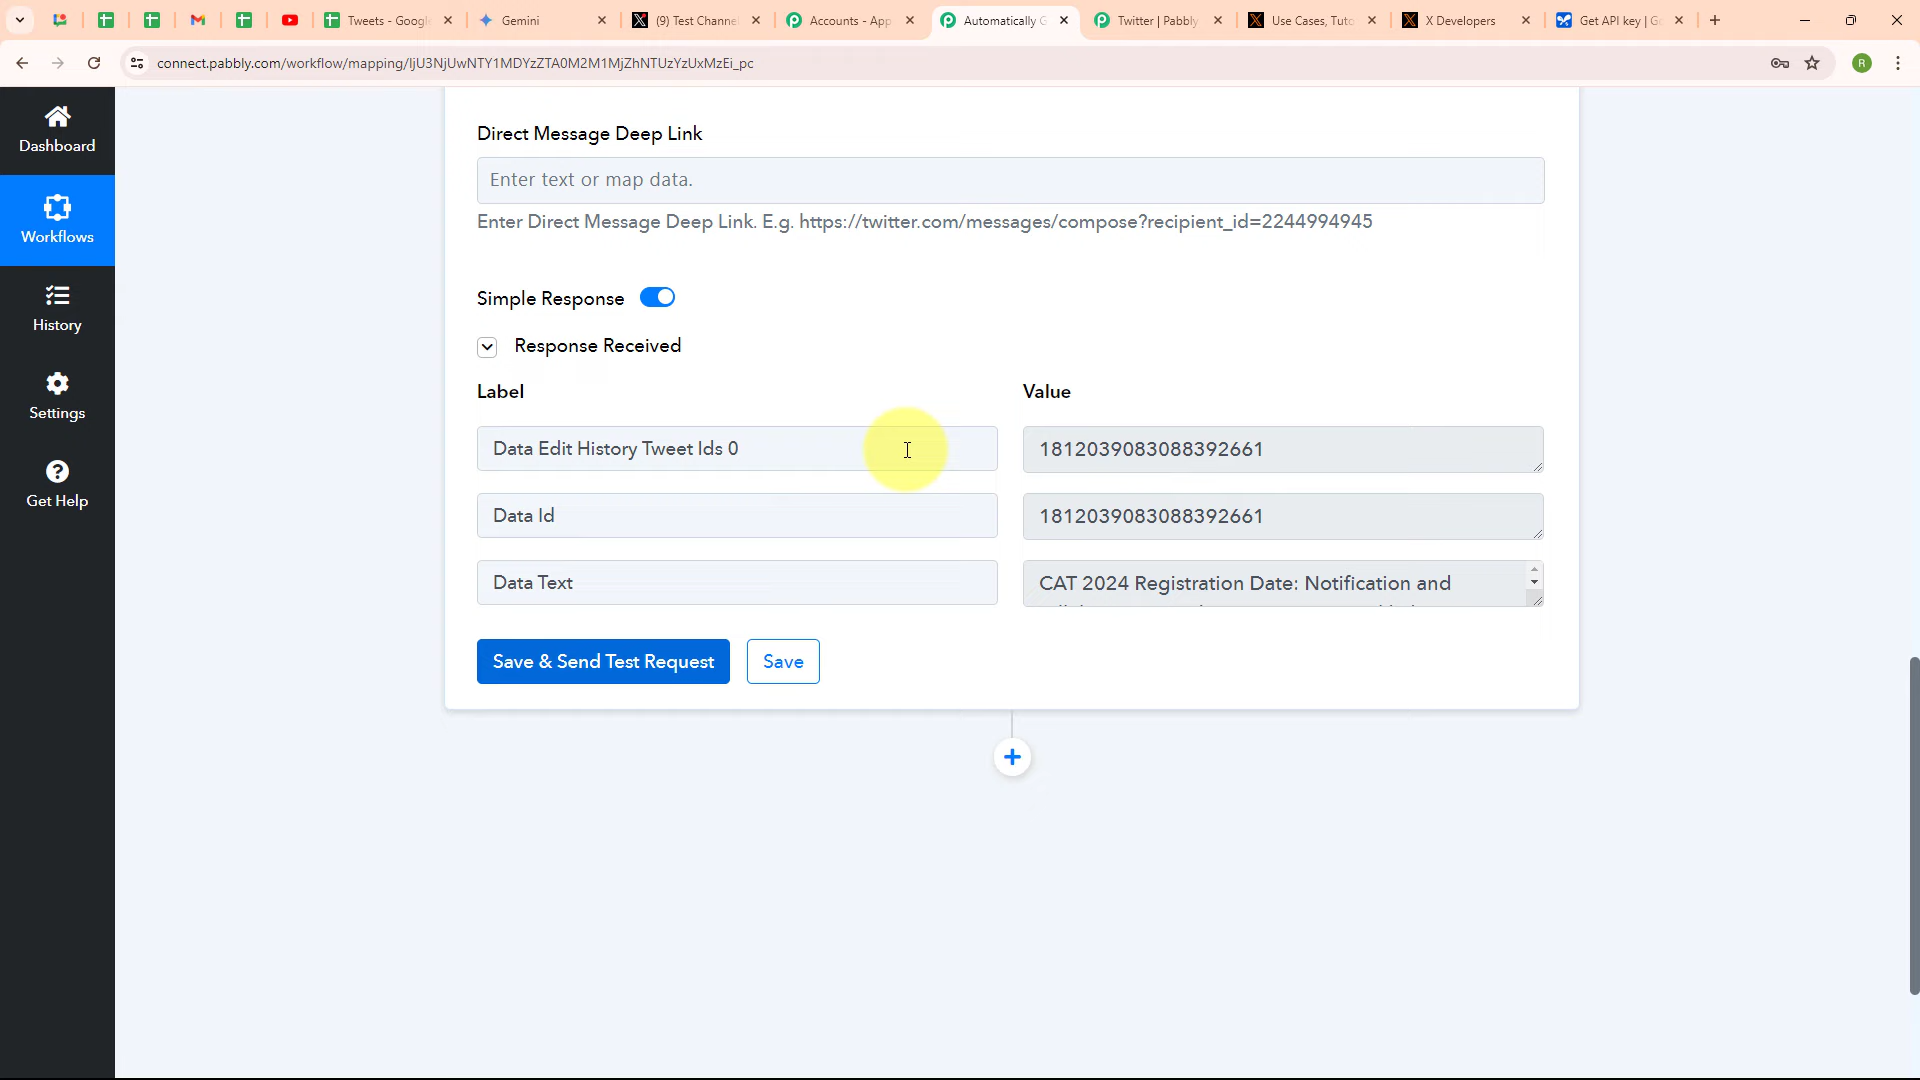 Tweets - Google
Gemini
(9) Test Channe
Accounts - App
Automatically G
Twitter | Pabbly
Use Cases, Tuto
X Developers
Get API key | Go
connect.pabbly.com/workflow/mapping/IjU3NjUwNTY1MDYzZTA0M2M1MjZhNTUzYzUxMzEi_pc
R
Dashboard
Workflows
History
Settings
Get Help
Direct Message Deep Link
Enter text or map data.
Enter Direct Message Deep Link. E.g. https://twitter.com/messages/compose?recipient_id=2244994945
Simple Response
Response Received
Label
Value
Data Edit History Tweet Ids 0
1812039083088392661
Data Id
1812039083088392661
Data Text
CAT 2024 Registration Date: Notification and
Save & Send Test Request
Save